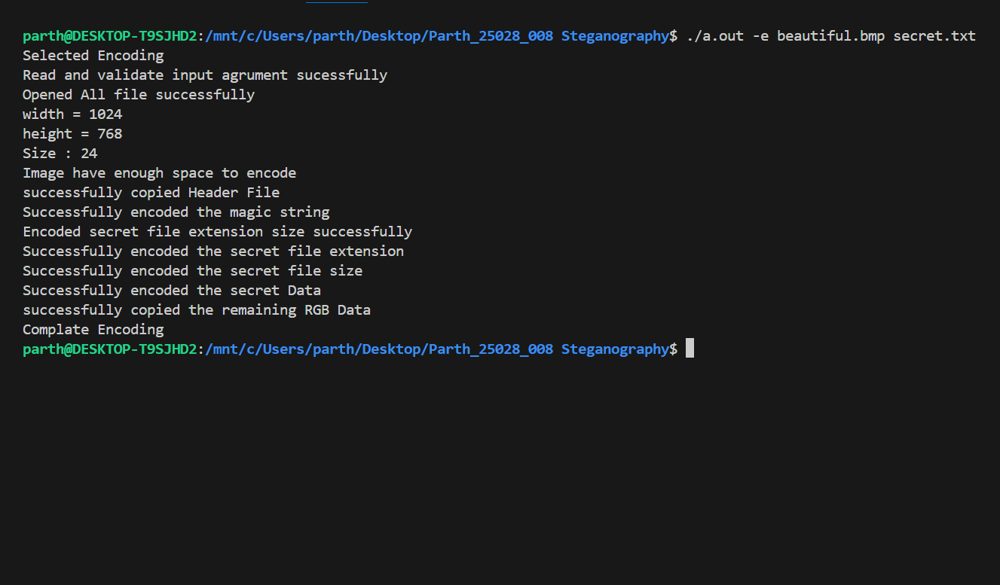 parth@DESKTOP-T9SJHD2:/mnt/c/Users/parth/Desktop/Parth_25028_008 Steganography$ ./a.out -e beautiful.bmp secret.txt
Selected Encoding
Read and validate input agrument sucessfully
Opened All file successfully
width = 1024
height = 768
Size : 24
Image have enough space to encode
successfully copied Header File
Successfully encoded the magic string
Encoded secret file extension size successfully
Successfully encoded the secret file extension
Successfully encoded the secret file size
Successfully encoded the secret Data
successfully copied the remaining RGB Data
Complate Encoding
parth@DESKTOP-T9SJHD2:/mnt/c/Users/parth/Desktop/Parth_25028_008 Steganography$